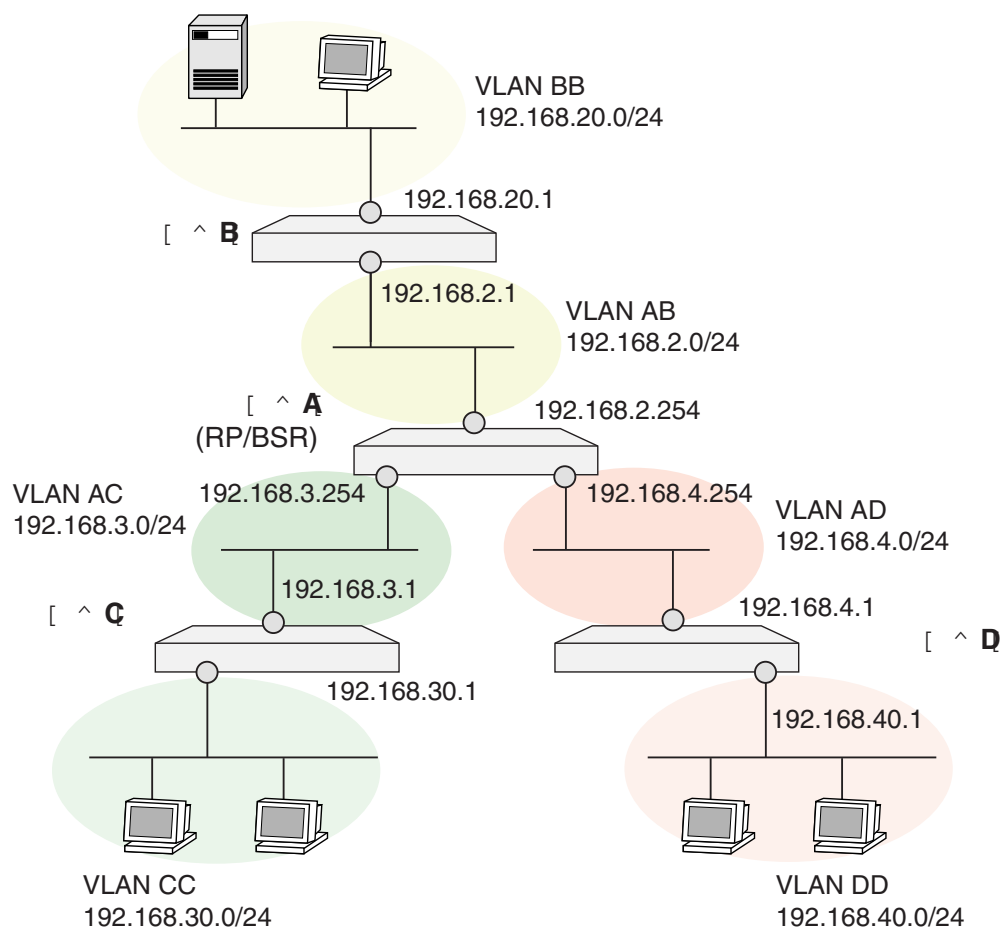 VLAN BB
192.168.20.0/24
192.168.20.1
[ ^ B[
192.168.2.1
VLAN AB
192.168.2.0/24
[ ^ A[
(RP/BSR)
192.168.2.254
VLAN AC
192.168.3.0/24
192.168.3.254
192.168.4.254
VLAN AD
192.168.4.0/24
192.168.3.1
192.168.4.1
[ ^ C[
[ ^ D[
192.168.30.1
192.168.40.1
VLAN CC
192.168.30.0/24
VLAN DD
192.168.40.0/24